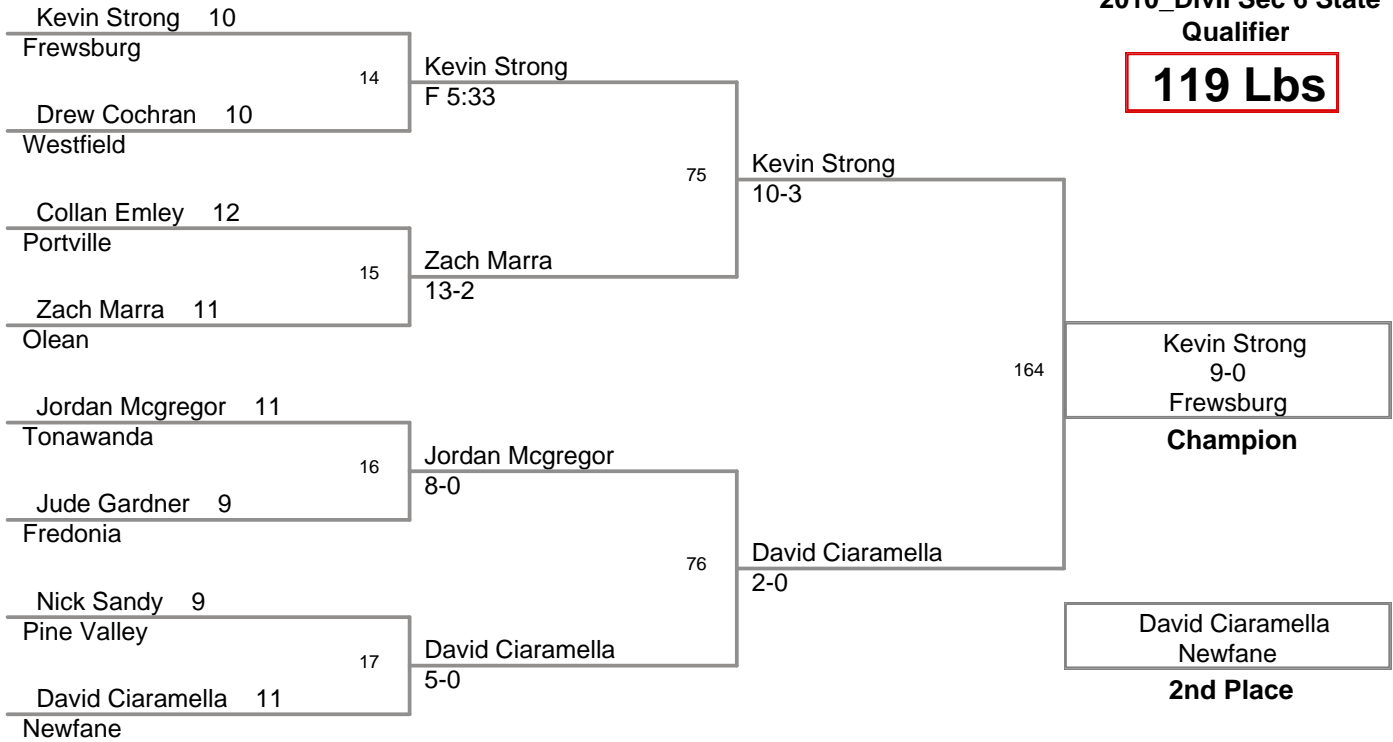 2010_DivII Sec 6 State
Qualifier
119 Lbs
Kevin Strong 10
Frewsburg
14
Drew Cochran 10
Westfield
Kevin Strong
F 5:33
Collan Emley 12
Portville
15
Zach Marra 11
Olean
Zach Marra
13-2
75
Kevin Strong
10-3
Jordan Mcgregor 11
Tonawanda
16
Jude Gardner 9
Fredonia
Jordan Mcgregor
8-0
Nick Sandy 9
Pine Valley
17
David Ciaramella 11
Newfane
David Ciaramella
5-0
76
David Ciaramella
2-0
164
Kevin Strong
9-0
Frewsburg
Champion
David Ciaramella
Newfane
2nd Place